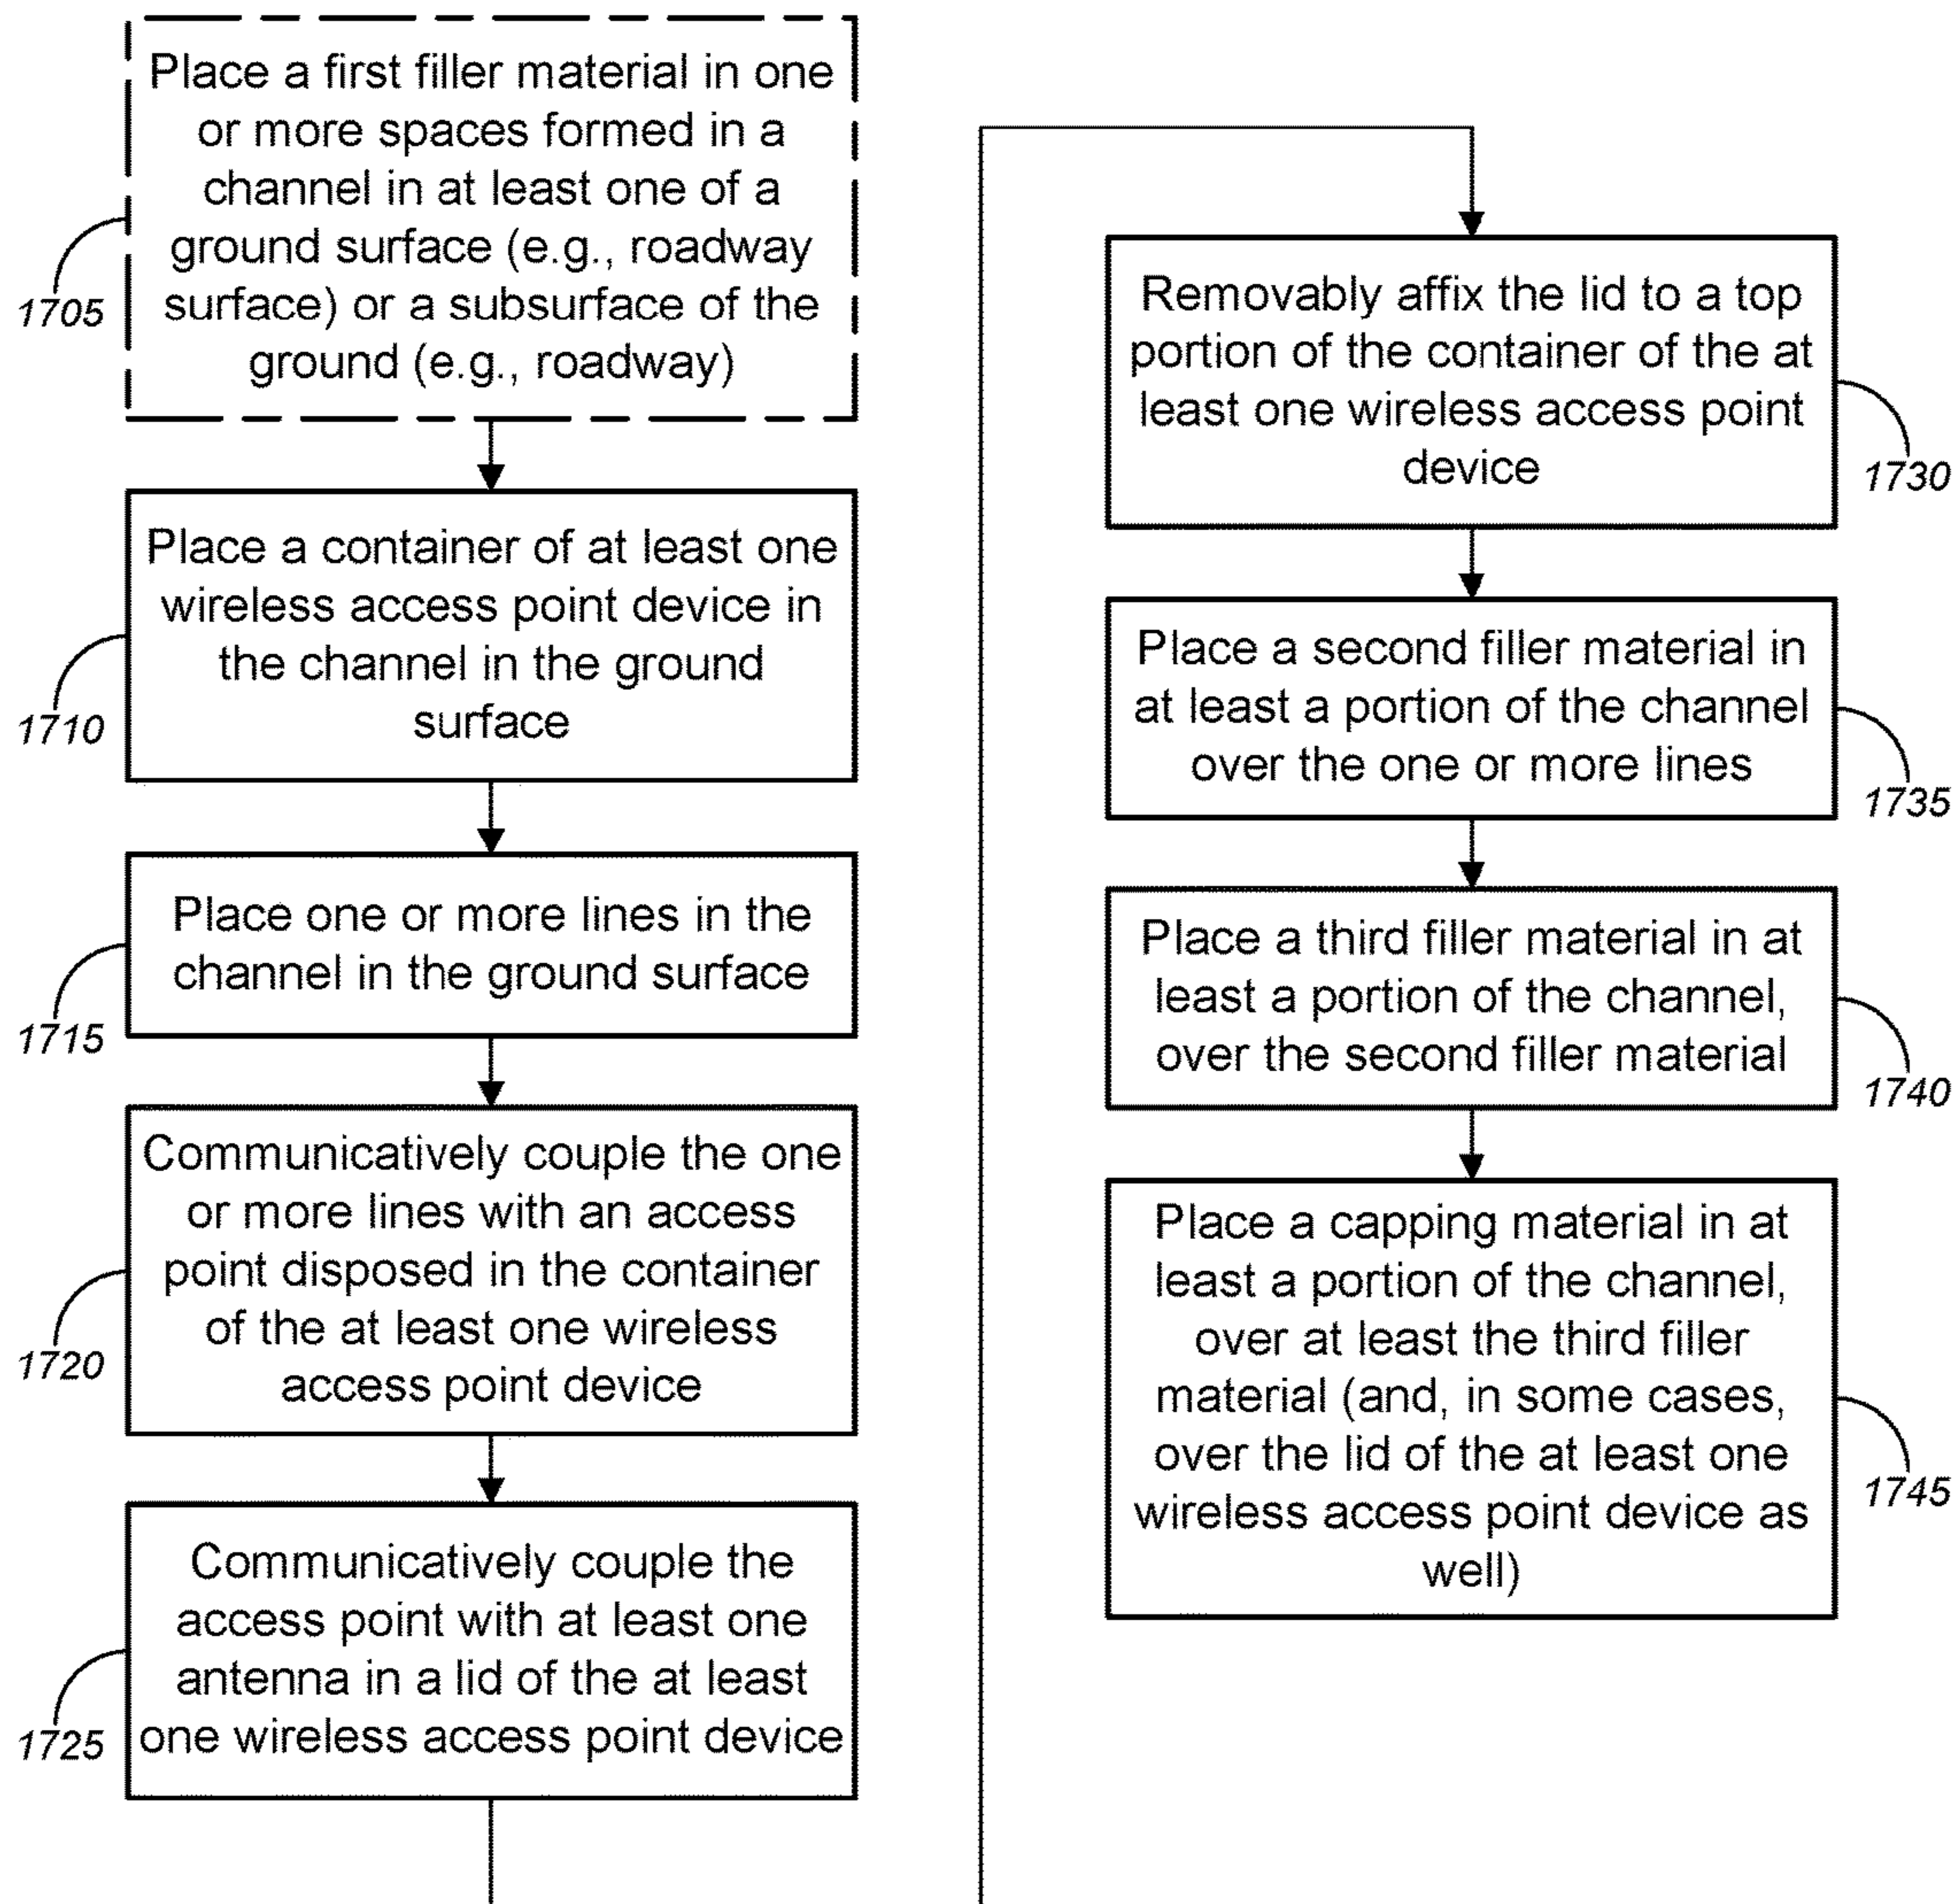 Place a first filler material in one
or more spaces formed in a
channel in at least one of a
ground surface (e.g., roadway
surface) or a subsurface of the
ground (e.g., roadway)
1705
Place a container of at least one
wireless access point device in
the channel in the ground
surface
1710
Place one or more lines in the
channel in the ground surface
1715
Communicatively couple the one
or more lines with an access
point disposed in the container
of the at least one wireless
access point device
1720
Communicatively couple the
access point with at least one
antenna in a lid of the at least
one wireless access point device
1725
Removably affix the lid to a top
portion of the container of the at
least one wireless access point
device
1730
Place a second filler material in
at least a portion of the channel
over the one or more lines
1735
Place a third filler material in at
least a portion of the channel,
over the second filler material
1740
Place a capping material in at
least a portion of the channel,
over at least the third filler
material (and, in some cases,
over the lid of the at least one
wireless access point device as
well)
1745